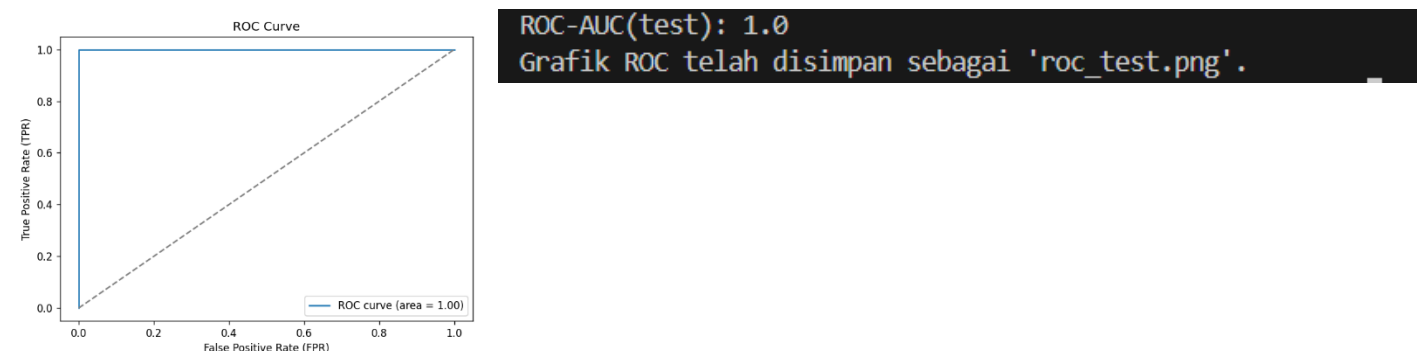 ROC Curve
1.0
0.8
0.6
0.4
0.2
0.0
True Positive Rate (TPR)
ROC curve (area = 1.00)
0.0 0.2 0.4 0.6 0.8 1.0
False Positive Rate (FPR)
ROC-AUC(test): 1.0
Grafik ROC telah disimpan sebagai 'roc_test.png'.